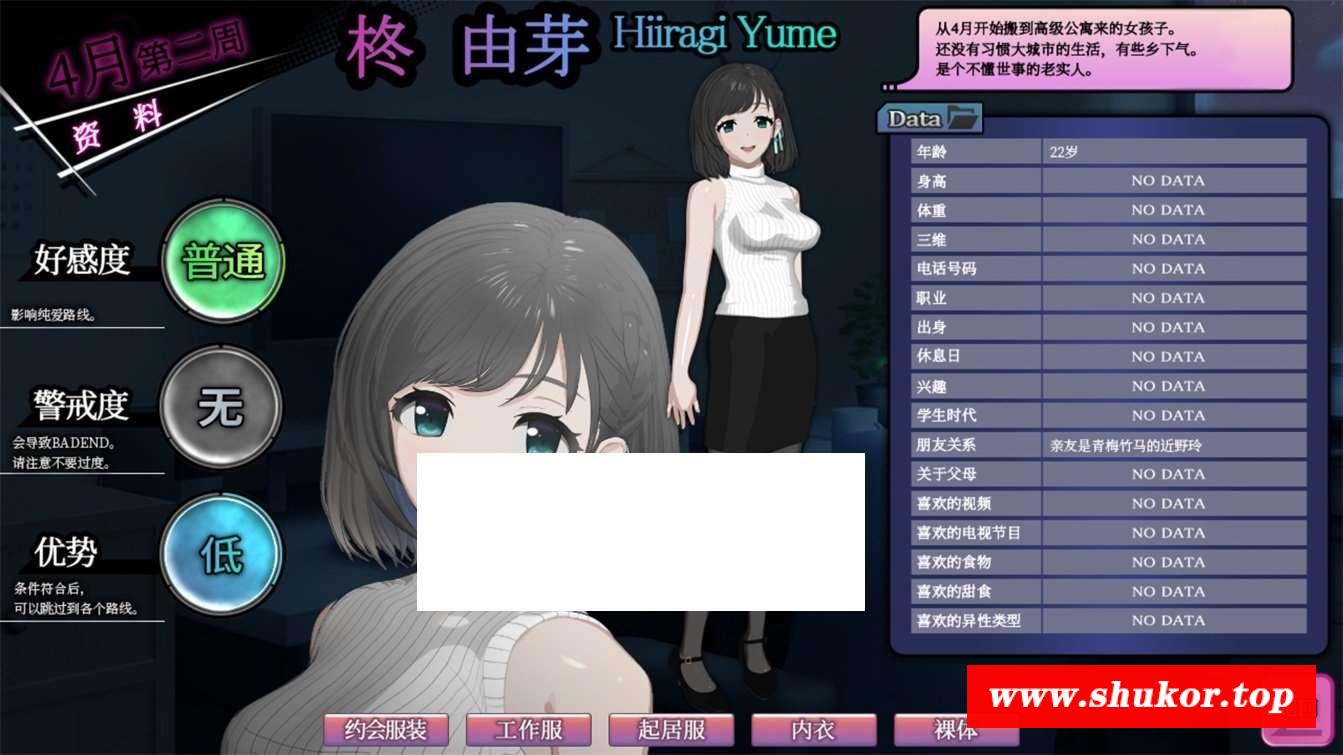 4月第二周
资料
柊 由芽 Hiiragi Yume
从4月开始搬到高级公寓来的女孩子。
还没有习惯大城市的生活，有些乡下气。
是个不懂世事的老实人。
好感度
普通
影响纯爱路线。
警戒度
无
会导致BADEND。
请注意不要过度。
优势
低
条件符合后，
可以跳过到各个路线。
Data
年龄 22岁
身高 NO DATA
体重 NO DATA
三维 NO DATA
电话号码 NO DATA
职业 NO DATA
出身 NO DATA
休息日 NO DATA
兴趣 NO DATA
学生时代 NO DATA
朋友关系 亲友是青梅竹马的近野玲
关于父母 NO DATA
喜欢的视频 NO DATA
喜欢的电视节目 NO DATA
喜欢的食物 NO DATA
喜欢的甜食 NO DATA
喜欢的异性类型 NO DATA
约会服装
工作服
起居服
内衣
裸体
www.shukor.top